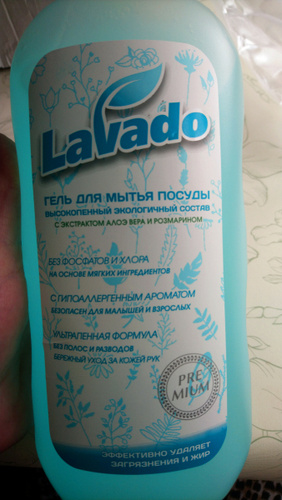 Lavado
ГЕЛЬ ДЛЯ МЫТЬЯ ПОСУДЫ
ВЫСОКОПЕННЫЙ ЭКОЛОГИЧНЫЙ СОСТАВ
С ЭКСТРАКТОМ АЛОЭ ВЕРА И РОЗМАРИНОМ
БЕЗ ФОСФАТОВ И ХЛОРА
НА ОСНОВЕ МЯГКИХ ИНГРЕДИЕНТОВ
С ГИПОАЛЛЕРГЕННЫМ АРОМАТОМ
БЕЗОПАСЕН ДЛЯ МАЛЫШЕЙ И ВЗРОСЛЫХ
УЛЬТРАПЕННАЯ ФОРМУЛА
БЕЗ ПОЛОС И РАЗВОДОВ
БЕРЕЖНЫЙ УХОД ЗА КОЖЕЙ РУК
PRE
MIUM
ЭФФЕКТИВНО УДАЛЯЕТ
ЗАГРЯЗНЕНИЯ И ЖИР